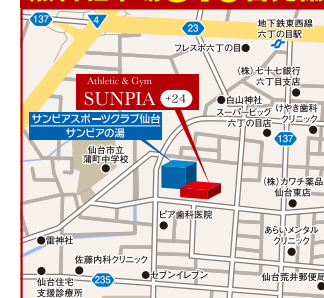 137
4
23
地下鉄東西線
六丁の目駅
フレスポ六丁の目
(株)七十七銀行
六丁目支店
Athletic & Gym
SUNPIA +24
白山神社
スーパービッグ
六丁の目店
けやき歯科
クリニック
サンピアスポーツクラブ仙台
サンピアの湯
137
仙台市立
蒲町中学校
(株)カワチ薬品
仙台東店
ピア歯科医院
あらいメンタル
クリニック
雷神社
佐藤内科クリニック
セブンイレブン
仙台荒井郵便局
仙台住宅
支援診療所
235